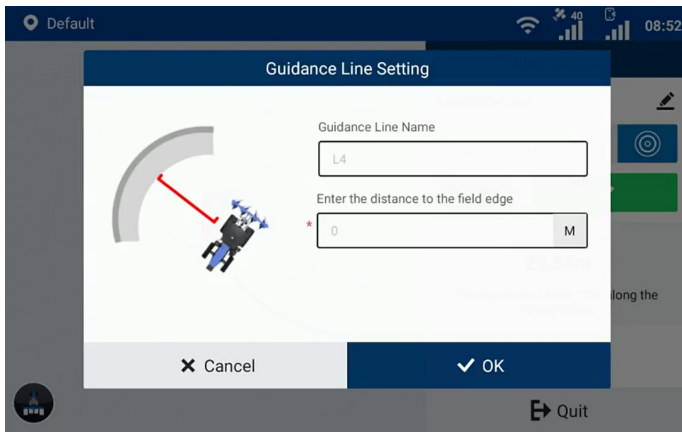 Default
40
08:52
Guidance Line Setting
Guidance Line Name
L4
Enter the distance to the field edge
* 0 M
along the
Cancel
OK
Quit